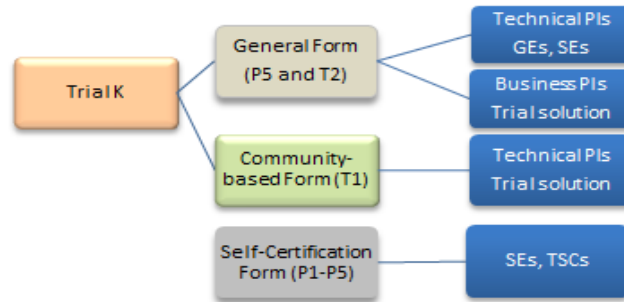 Trial K
General Form
(P5 and T2)
Technical PIs
GEs, SEs
Business PIs
Trial solution
Community-
based Form (T1)
Technical PIs
Trial solution
Self-Certification
Form (P1-P5)
SEs, TSCs